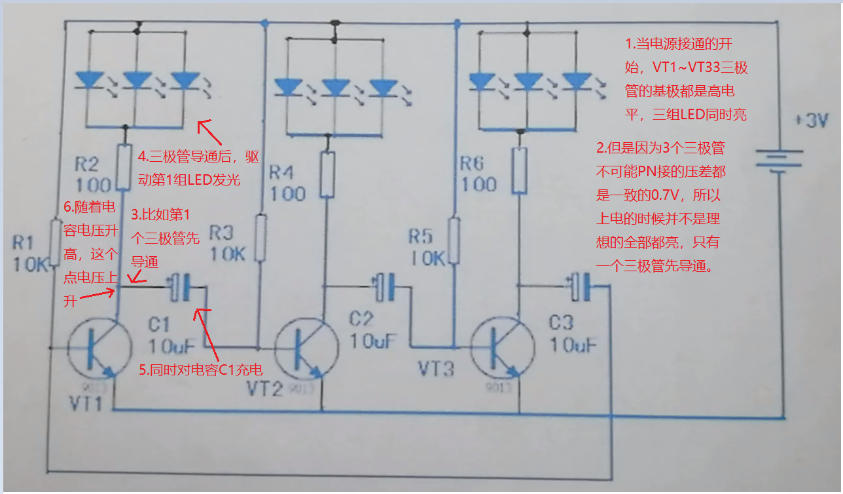 1.当电源接通的开
始，VT1~VT33三极
管的基极都是高电
平，三组LED同时亮
+3V
2.但是因为3个三极管
不可能PN接的压差都
是一致的0.7V，所以
上电的时候并不是理
想的全部都亮，只有
一个三极管先导通。
4.三极管导通后，驱
动第1组LED发光
R2
100
R4
100
R6
100
6.随着电
容电压升
高，这个
点电压上
升
3.比如第1
个三极管先
导通
R1
10K
R3
10K
R5
10K
C1
10uF
C2
10uF
C3
10uF
5.同时对电容C1充电
9013
VT1
VT2
9013
VT3
9013